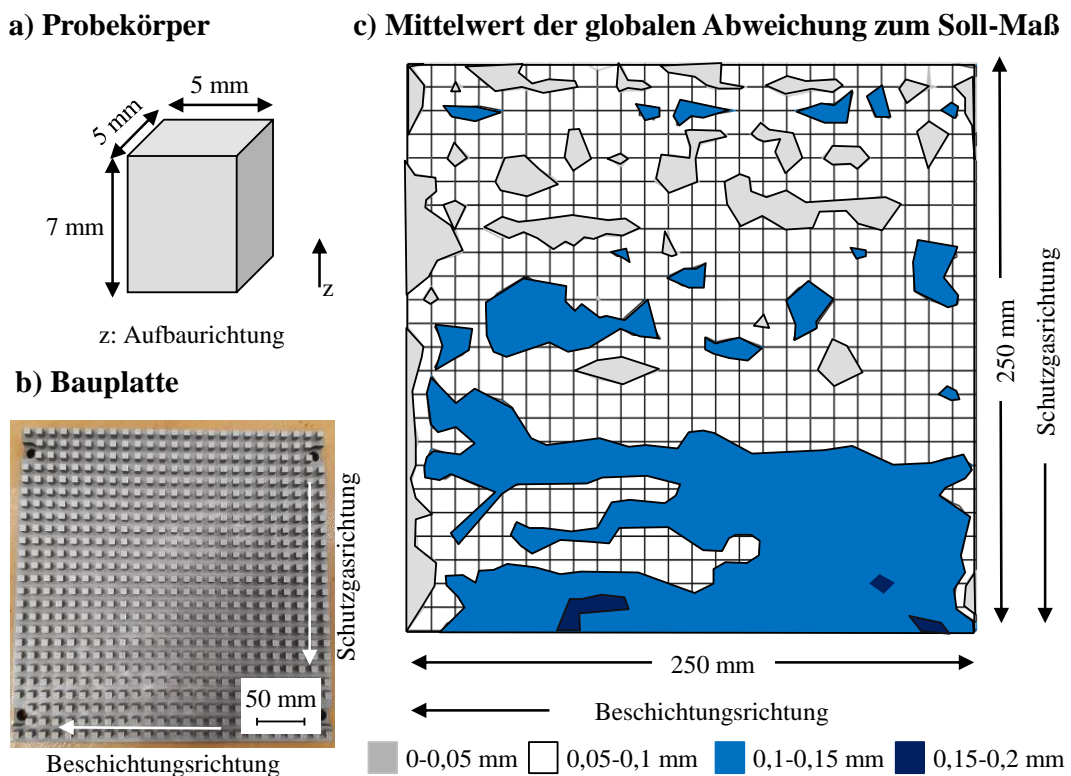 a) Probekörper
5 mm
5 mm
7 mm
z
z: Aufbaurichtung
b) Bauplatte
Schutzgasrichtung
50 mm
Beschichtungsrichtung
c) Mittelwert der globalen Abweichung zum Soll-Maß
250 mm
Schutzgasrichtung
250 mm
Beschichtungsrichtung
0-0,05 mm
0,05-0,1 mm
0,1-0,15 mm
0,15-0,2 mm